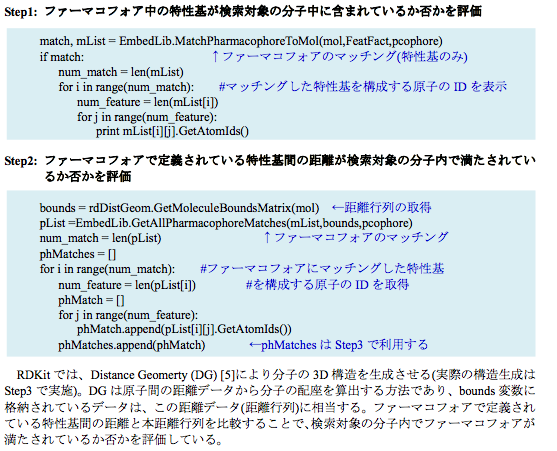 Step1: ファーマコフォア中の特性基が検索対象の分子中に含まれているか否かを評価
match, mList = EmbedLib.MatchPharmacophoreToMol(mol,FeatFact,pcophore)
if match: ↑ファーマコフォアのマッチング(特性基のみ)
num_match = len(mList)
for i in range(num_match): #マッチングした特性基を構成する原子の ID を表示
num_feature = len(mList[i])
for j in range(num_feature):
print mList[i][j].GetAtomIds()
Step2: ファーマコフォアで定義されている特性基間の距離が検索対象の分子内で満たされてい
るか否かを評価
bounds = rdDistGeom.GetMoleculeBoundsMatrix(mol) ←距離行列の取得
pList =EmbedLib.GetAllPharmacophoreMatches(mList,bounds,pcophore)
num_match = len(pList) ↑ファーマコフォアのマッチング
phMatches = []
for i in range(num_match): #ファーマコフォアにマッチングした特性基
num_feature = len(pList[i]) #を構成する原子の ID を取得
phMatch = []
for j in range(num_feature):
phMatch.append(pList[i][j].GetAtomIds())
phMatches.append(phMatch) ←phMatches は Step3 で利用する
RDKit では、Distance Geomerty (DG) [5]により分子の 3D 構造を生成させる(実際の構造生成は
Step3 で実施)。DG は原子間の距離データから分子の配座を算出する方法であり、bounds 変数に
格納されているデータは、この距離データ(距離行列)に相当する。ファーマコフォアで定義され
ている特性基間の距離と本距離行列を比較することで、検索対象の分子内でファーマコフォアが
満たされているか否かを評価している。